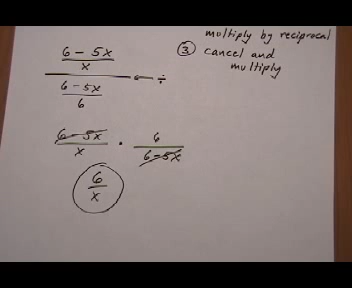 multiply by reciprocal
③ cancel and
multiply
6 - 5x
x
÷
6 - 5x
6
6 - 5x • 6
x 6 - 5x
6
x